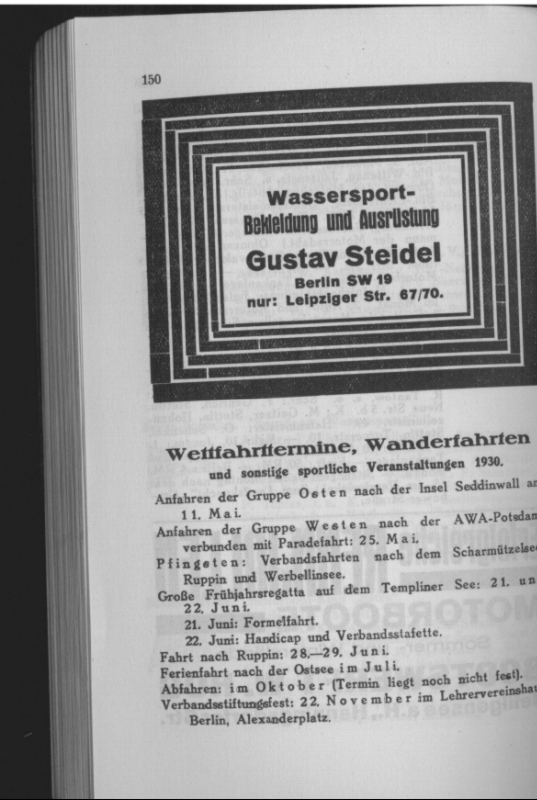 150
Wassersport-
Bekleidung und Ausrüstung
Gustav Steidel
Berlin SW 19
nur: Leipziger Str. 67/70.
Wettfahrttermine, Wanderfahrten
und sonstige sportliche Veranstaltungen 1930.
Anfahren der Gruppe Osten nach der Insel Seddinwall a
11. Mai.
Anfahren der Gruppe Westen nach der AWA-Potsdam
verbunden mit Paradefahrt: 25. Mai.
Pfingsten: Verbandsfahrten nach dem Scharmützelsee
Ruppin und Werbellinsee.
Große Frühjahrsregatta auf dem Templiner See: 21. un
22. Juni.
21. Juni: Formelfahrt.
22. Juni: Handicap und Verbandsstafette.
Fahrt nach Ruppin: 28.—29. Juni.
Ferienfahrt nach der Ostsee im Juli.
Abfahren: im Oktober (Termin liegt noch nicht fest).
Verbandsstiftungsfest: 22. November im Lehrervereinshau
Berlin, Alexanderplatz.